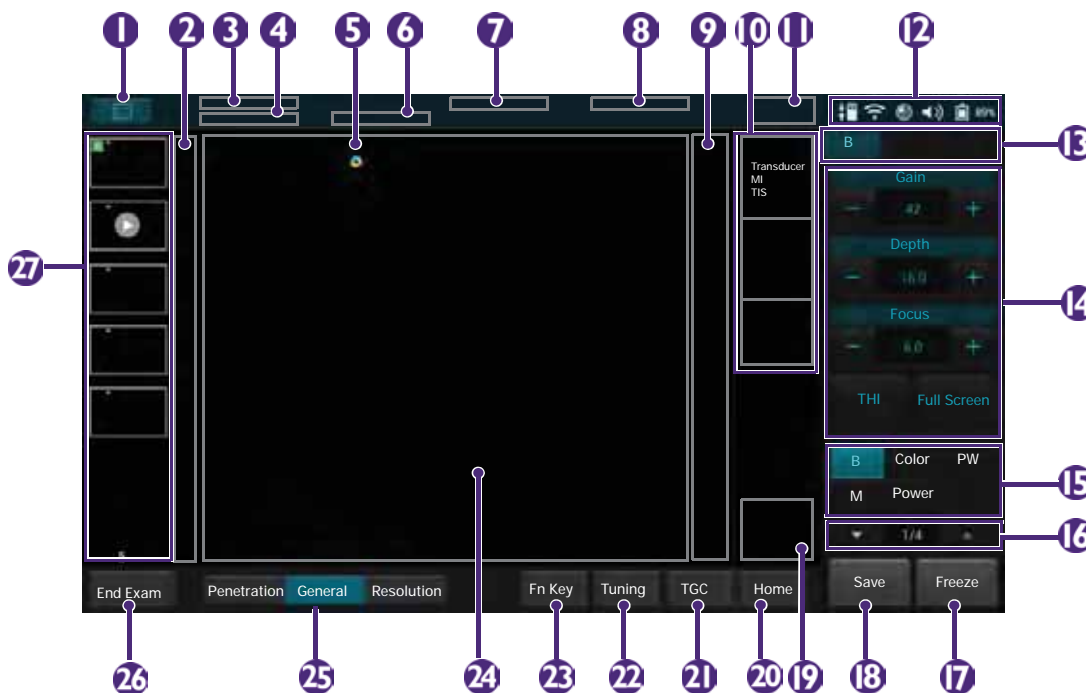 1 2 3 4 5 6 7 8 9 10 11 12
89%
B
13
Transducer
MI
TIS
Gain
42
Depth
16.0
14
Focus
6.0
27
THI Full Screen
B Color PW
15
M Power
1/4
16
End Exam Penetration General Resolution Fn Key Tuning TGC Home Save Freeze
26 25 24 23 22 21 20 19 18 17